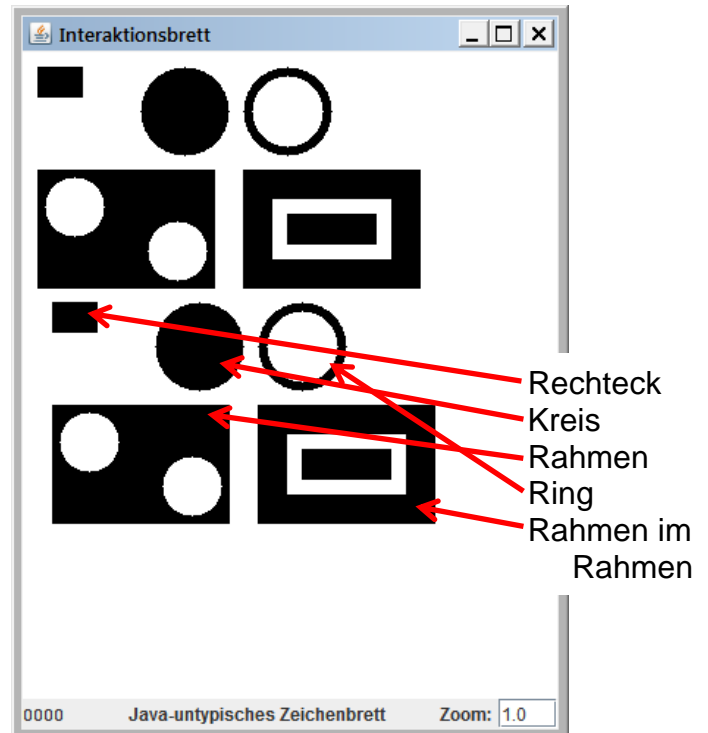 Interaktionsbrett
Rechteck
Kreis
Rahmen
Ring
Rahmen im
Rahmen
0000 Java-untypisches Zeichenbrett Zoom: 1.0